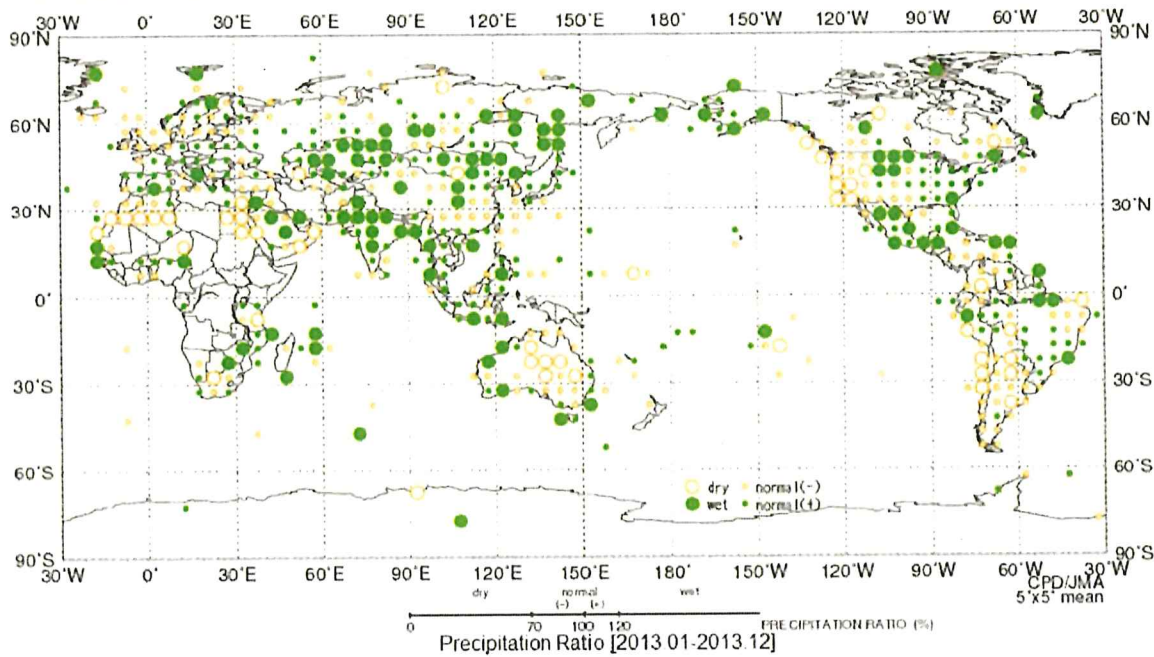 30°W 0° 30°E 60°E 90°E 120°E 150°E 180° 150°W 120°W 90°W 60°W 30°W
90°N 90°N
60°N 60°N
30°N 30°N
0° 0°
30°S 30°S
60°S 60°S
dry normal(-)
wet normal(+)
90°S 90°S
30°W 0° 30°E 60°E 90°E 120°E 150°E 180° 150°W 120°W 90°W 60°W 30°W
CPD/JMA
5°x5° mean
dry normal wet
(-) (+)
0 70 100 120 PRECIPITATION RATIO (%)
Precipitation Ratio [2013.01-2013.12]